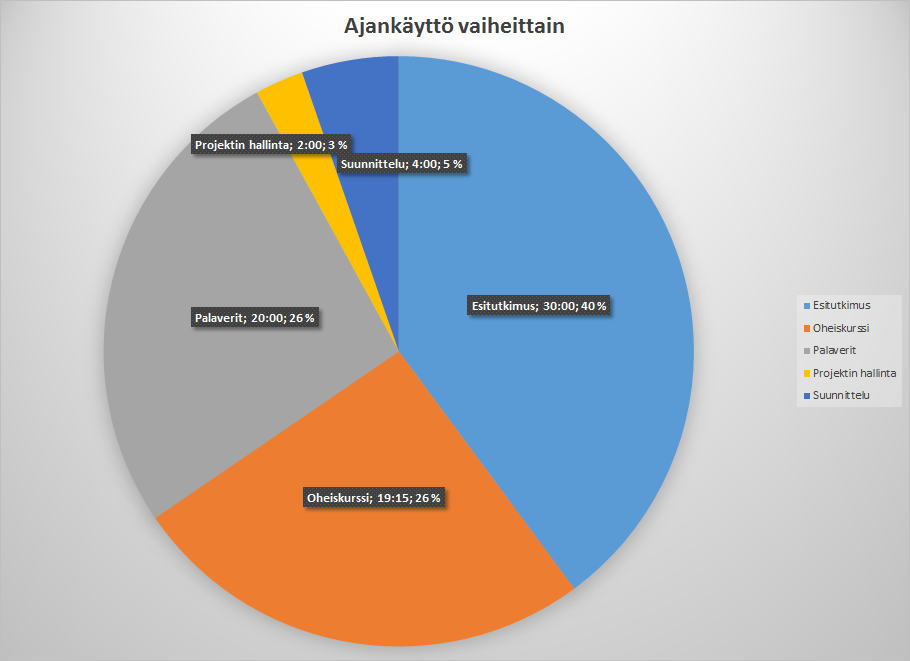 Ajankäyttö vaiheittain
Projektin hallinta; 2:00; 3 %
Suunnittelu; 4:00; 5 %
Esitutkimus; 30:00; 40 %
Palaverit; 20:00; 26 %
Oheiskurssi; 19:15; 26 %
Esitutkimus
Oheiskurssi
Palaverit
Projektin hallinta
Suunnittelu